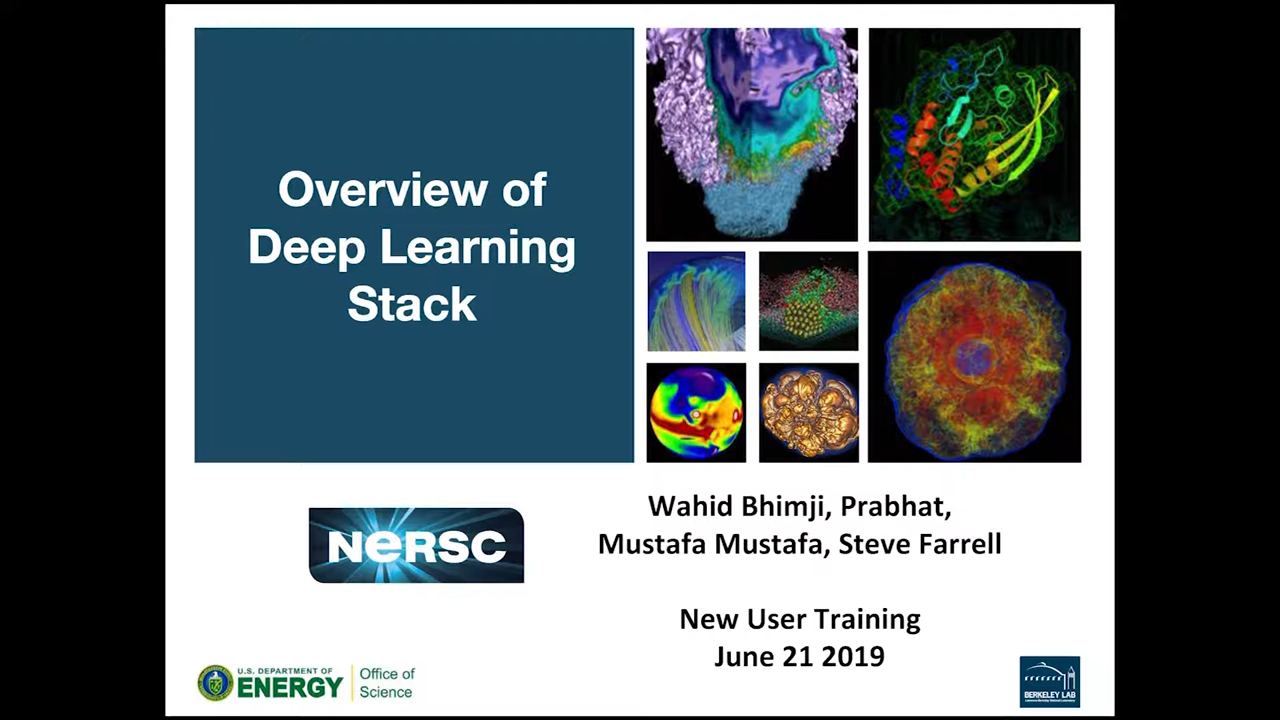 Overview of
Deep Learning
Stack
Wahid Bhimji, Prabhat,
Mustafa Mustafa, Steve Farrell
NERSC
New User Training
June 21 2019
U.S. DEPARTMENT OF
ENERGY
Office of
Science
BERKELEY LAB